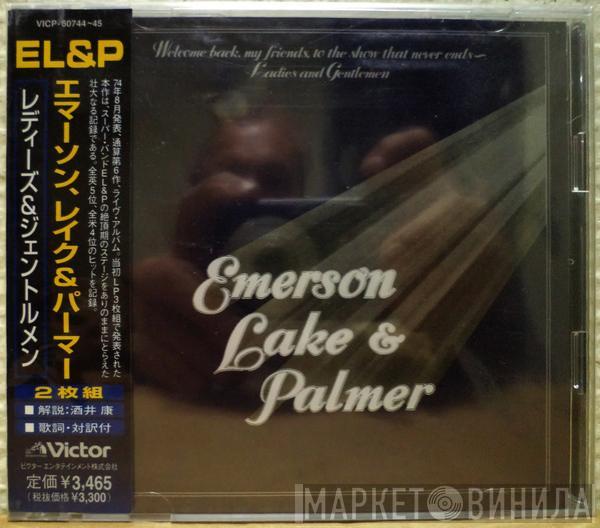 VICP-60744~45
EL&P
エマーソン、レイク&パーマー
レディーズ&ジェントルメン
74年8月発表、通算第6作、ライヴ・アルバム。当初LP3枚組で発表された
本作は、スーパー・バンドEL&Pの絶頂期のステージをありのままにとらえた
壮大なる記録である。全英5位、全米4位のヒットを記録。
2枚組
■解説:酒井 康
■歌詞・対訳付
Victor
ビクターエンタテインメント株式会社
定価¥3,465
(税抜価格¥3,300)
Welcome back, my friends, to the show that never ends~
Ladies and Gentlemen
Emerson
Lake &
Palmer
МАРКЕТ ВИНИЛА